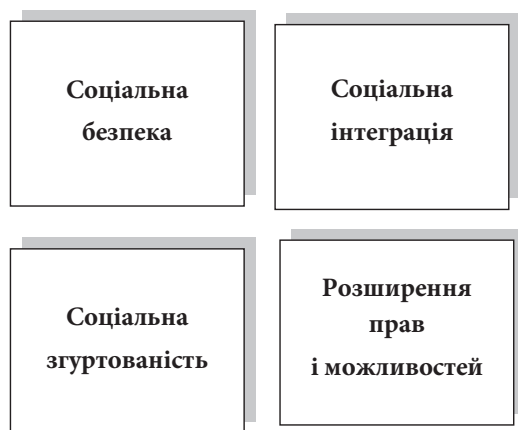 Соціальна
безпека
Соціальна
інтеграція
Соціальна
згуртованість
Розширення
прав
і можливостей